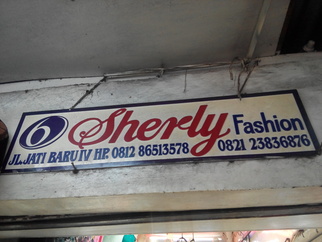 6 Sherly Fashion
JL. JATI BARU IV HP. 0812 86513578 0821 23836876